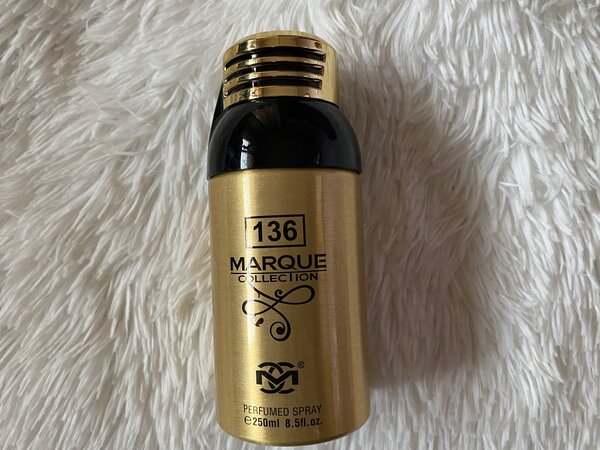 136
MARQUE
COLLECTION
®
PERFUMED SPRAY
℮250ml 8.5fl.oz.